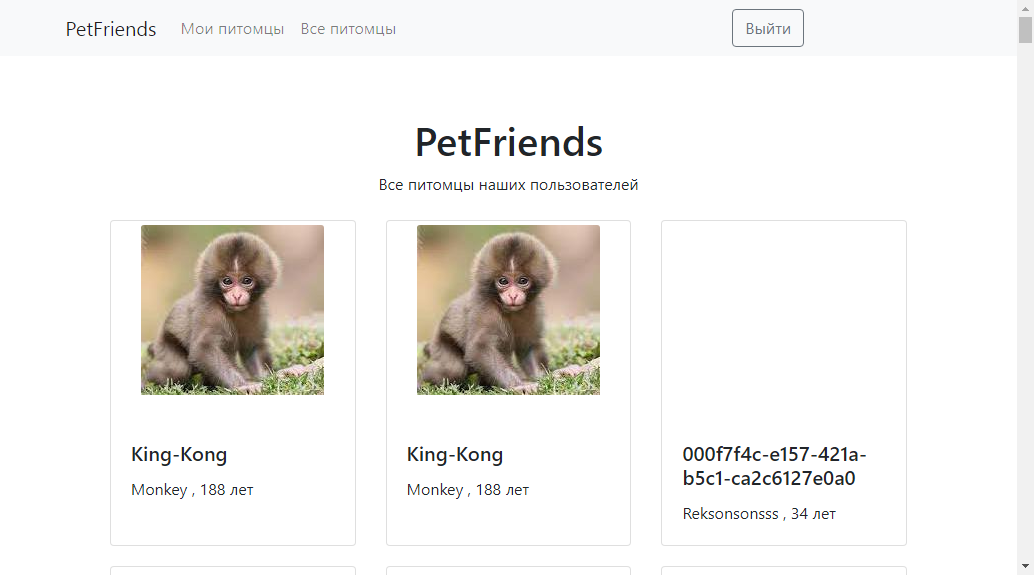 PetFriends Мои питомцы Все питомцы Выйти
PetFriends
Все питомцы наших пользователей
King-Kong
Monkey , 188 лет
King-Kong
Monkey , 188 лет
000f7f4c-e157-421a-
b5c1-ca2c6127e0a0
Reksonsonsss , 34 лет